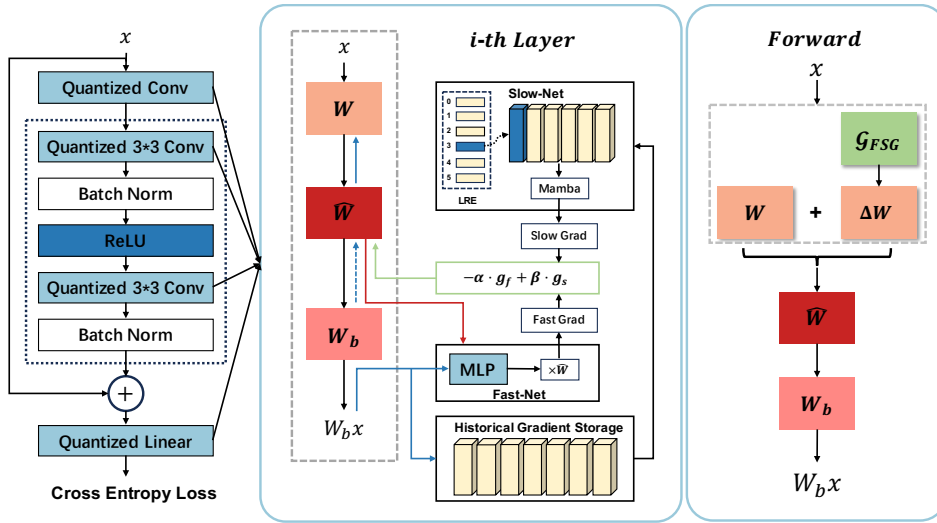 x
Quantized Conv
Quantized 3*3 Conv
Batch Norm
ReLU
Quantized 3*3 Conv
Batch Norm
+
Quantized Linear
Cross Entropy Loss
i-th Layer
x
W
Ŵ
W_b
W_b x
Slow-Net
0
1
2
3
4
5
LRE
Mamba
Slow Grad
−α · g_f + β · g_s
Fast Grad
MLP
×W
Fast-Net
Historical Gradient Storage
Forward
x
𝒢_FSG
W
+
ΔW
Ŵ
W_b
W_b x